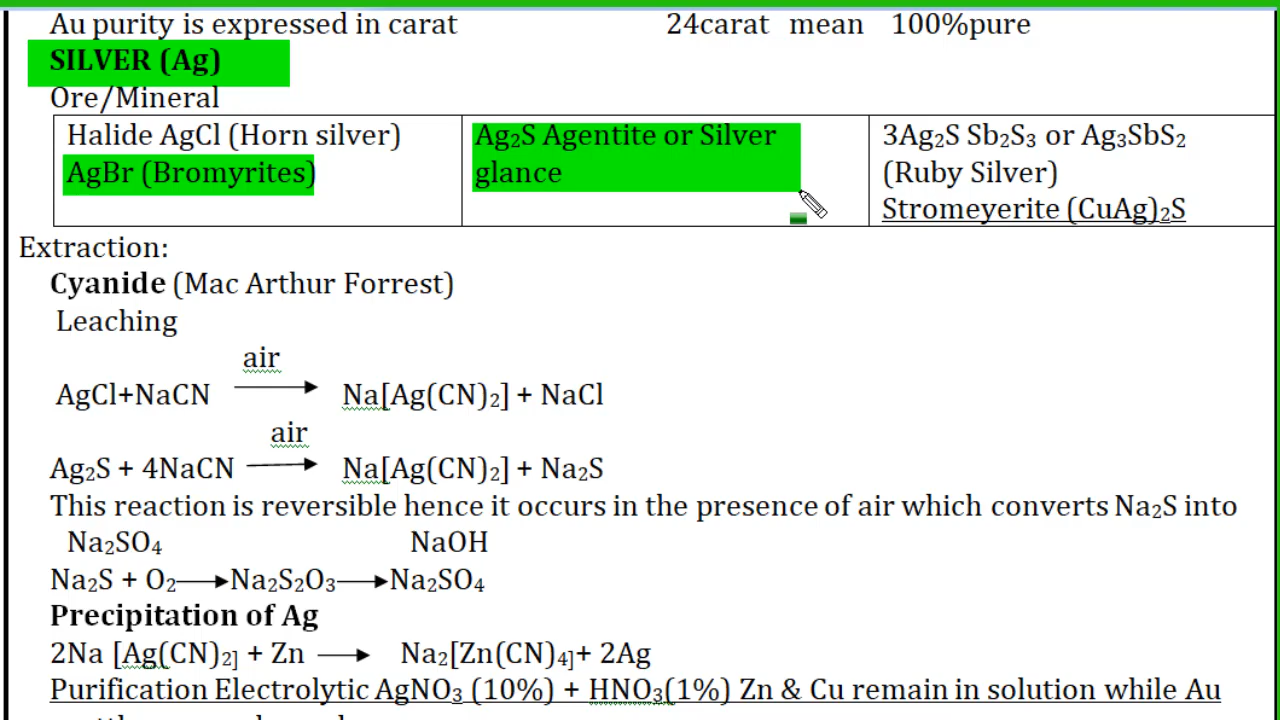 Au purity is expressed in carat 24carat mean 100%pure
SILVER (Ag)
Ore/Mineral
Halide AgCl (Horn silver)
AgBr (Bromyrites)
Ag₂S Agentite or Silver
glance
3Ag₂S Sb₂S₃ or Ag₃SbS₂
(Ruby Silver)
Stromeyerite (CuAg)₂S
Extraction:
Cyanide (Mac Arthur Forrest)
Leaching
air
AgCl+NaCN ⟶ Na[Ag(CN)₂] + NaCl
air
Ag₂S + 4NaCN ⟶ Na[Ag(CN)₂] + Na₂S
This reaction is reversible hence it occurs in the presence of air which converts Na₂S into
Na₂SO₄ NaOH
Na₂S + O₂⟶Na₂S₂O₃⟶Na₂SO₄
Precipitation of Ag
2Na [Ag(CN)₂] + Zn ⟶ Na₂[Zn(CN)₄]+ 2Ag
Purification Electrolytic AgNO₃ (10%) + HNO₃(1%) Zn & Cu remain in solution while Au